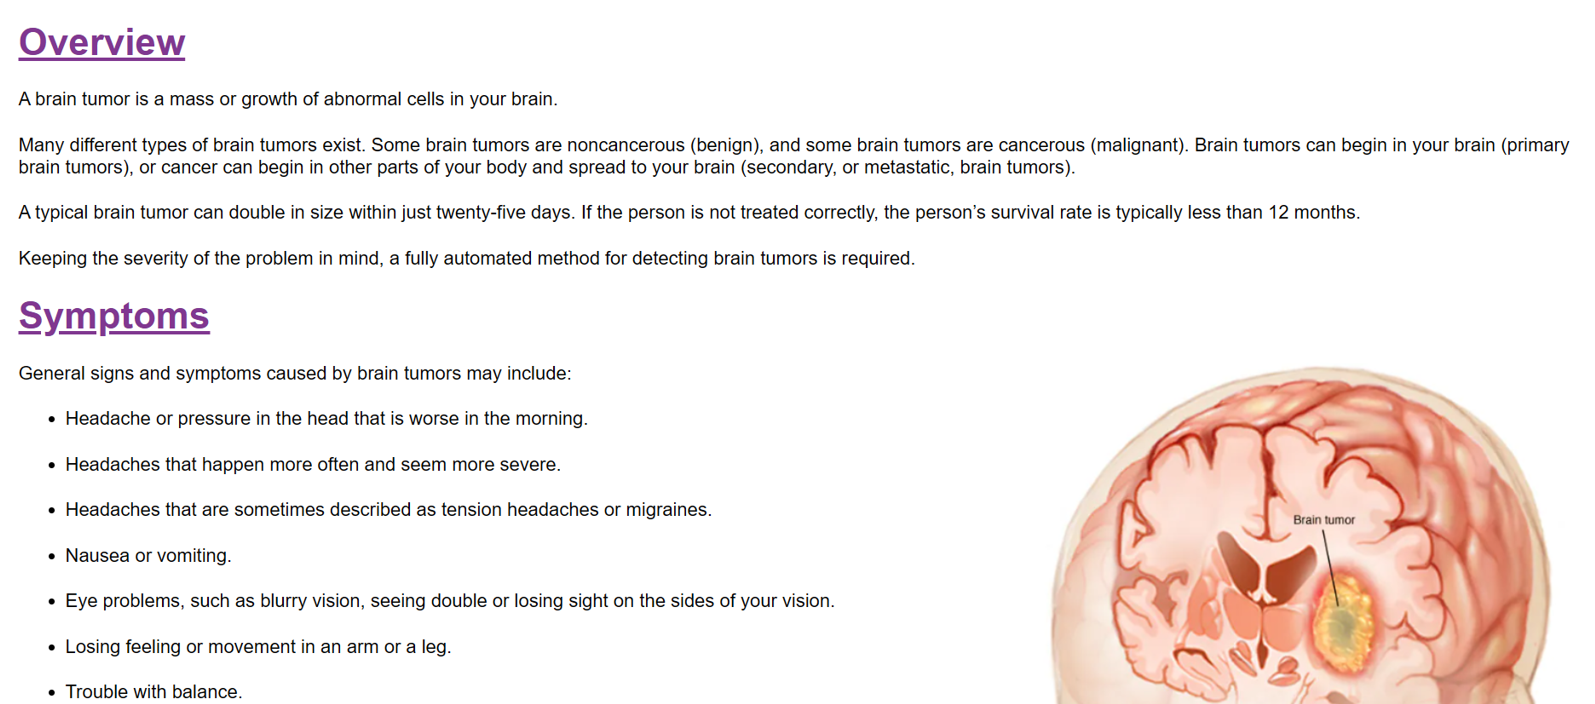 Overview
A brain tumor is a mass or growth of abnormal cells in your brain.
Many different types of brain tumors exist. Some brain tumors are noncancerous (benign), and some brain tumors are cancerous (malignant). Brain tumors can begin in your brain (primary
brain tumors), or cancer can begin in other parts of your body and spread to your brain (secondary, or metastatic, brain tumors).
A typical brain tumor can double in size within just twenty-five days. If the person is not treated correctly, the person’s survival rate is typically less than 12 months.
Keeping the severity of the problem in mind, a fully automated method for detecting brain tumors is required.
Symptoms
General signs and symptoms caused by brain tumors may include:
• Headache or pressure in the head that is worse in the morning.
• Headaches that happen more often and seem more severe.
• Headaches that are sometimes described as tension headaches or migraines.
• Nausea or vomiting.
• Eye problems, such as blurry vision, seeing double or losing sight on the sides of your vision.
• Losing feeling or movement in an arm or a leg.
• Trouble with balance.
Brain tumor